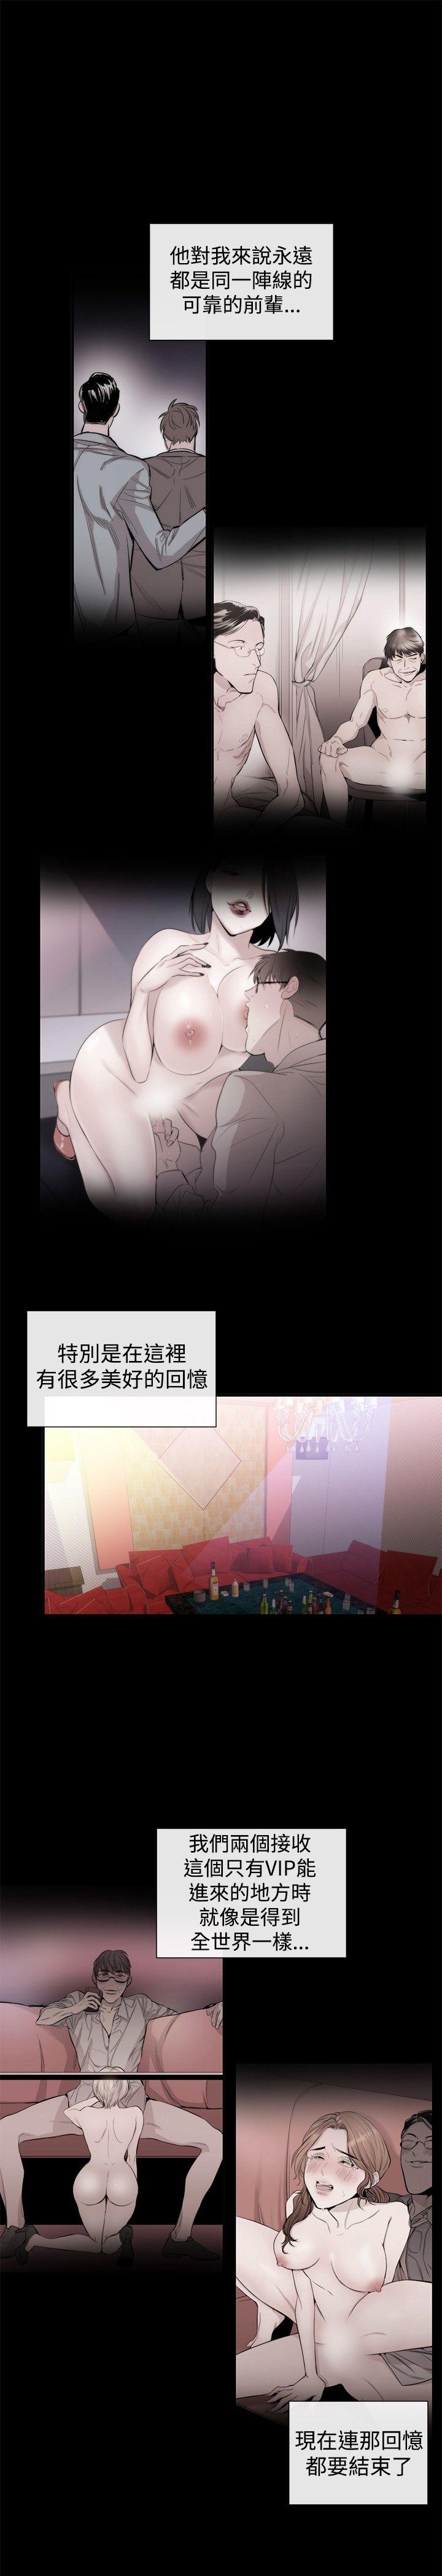 他對我來說永遠
都是同一陣線的
可靠的前輩...
特別是在這裡
有很多美好的回憶
我們兩個接收
這個只有VIP能
進來的地方時
就像是得到
全世界一樣...
現在連那回憶
都要結束了